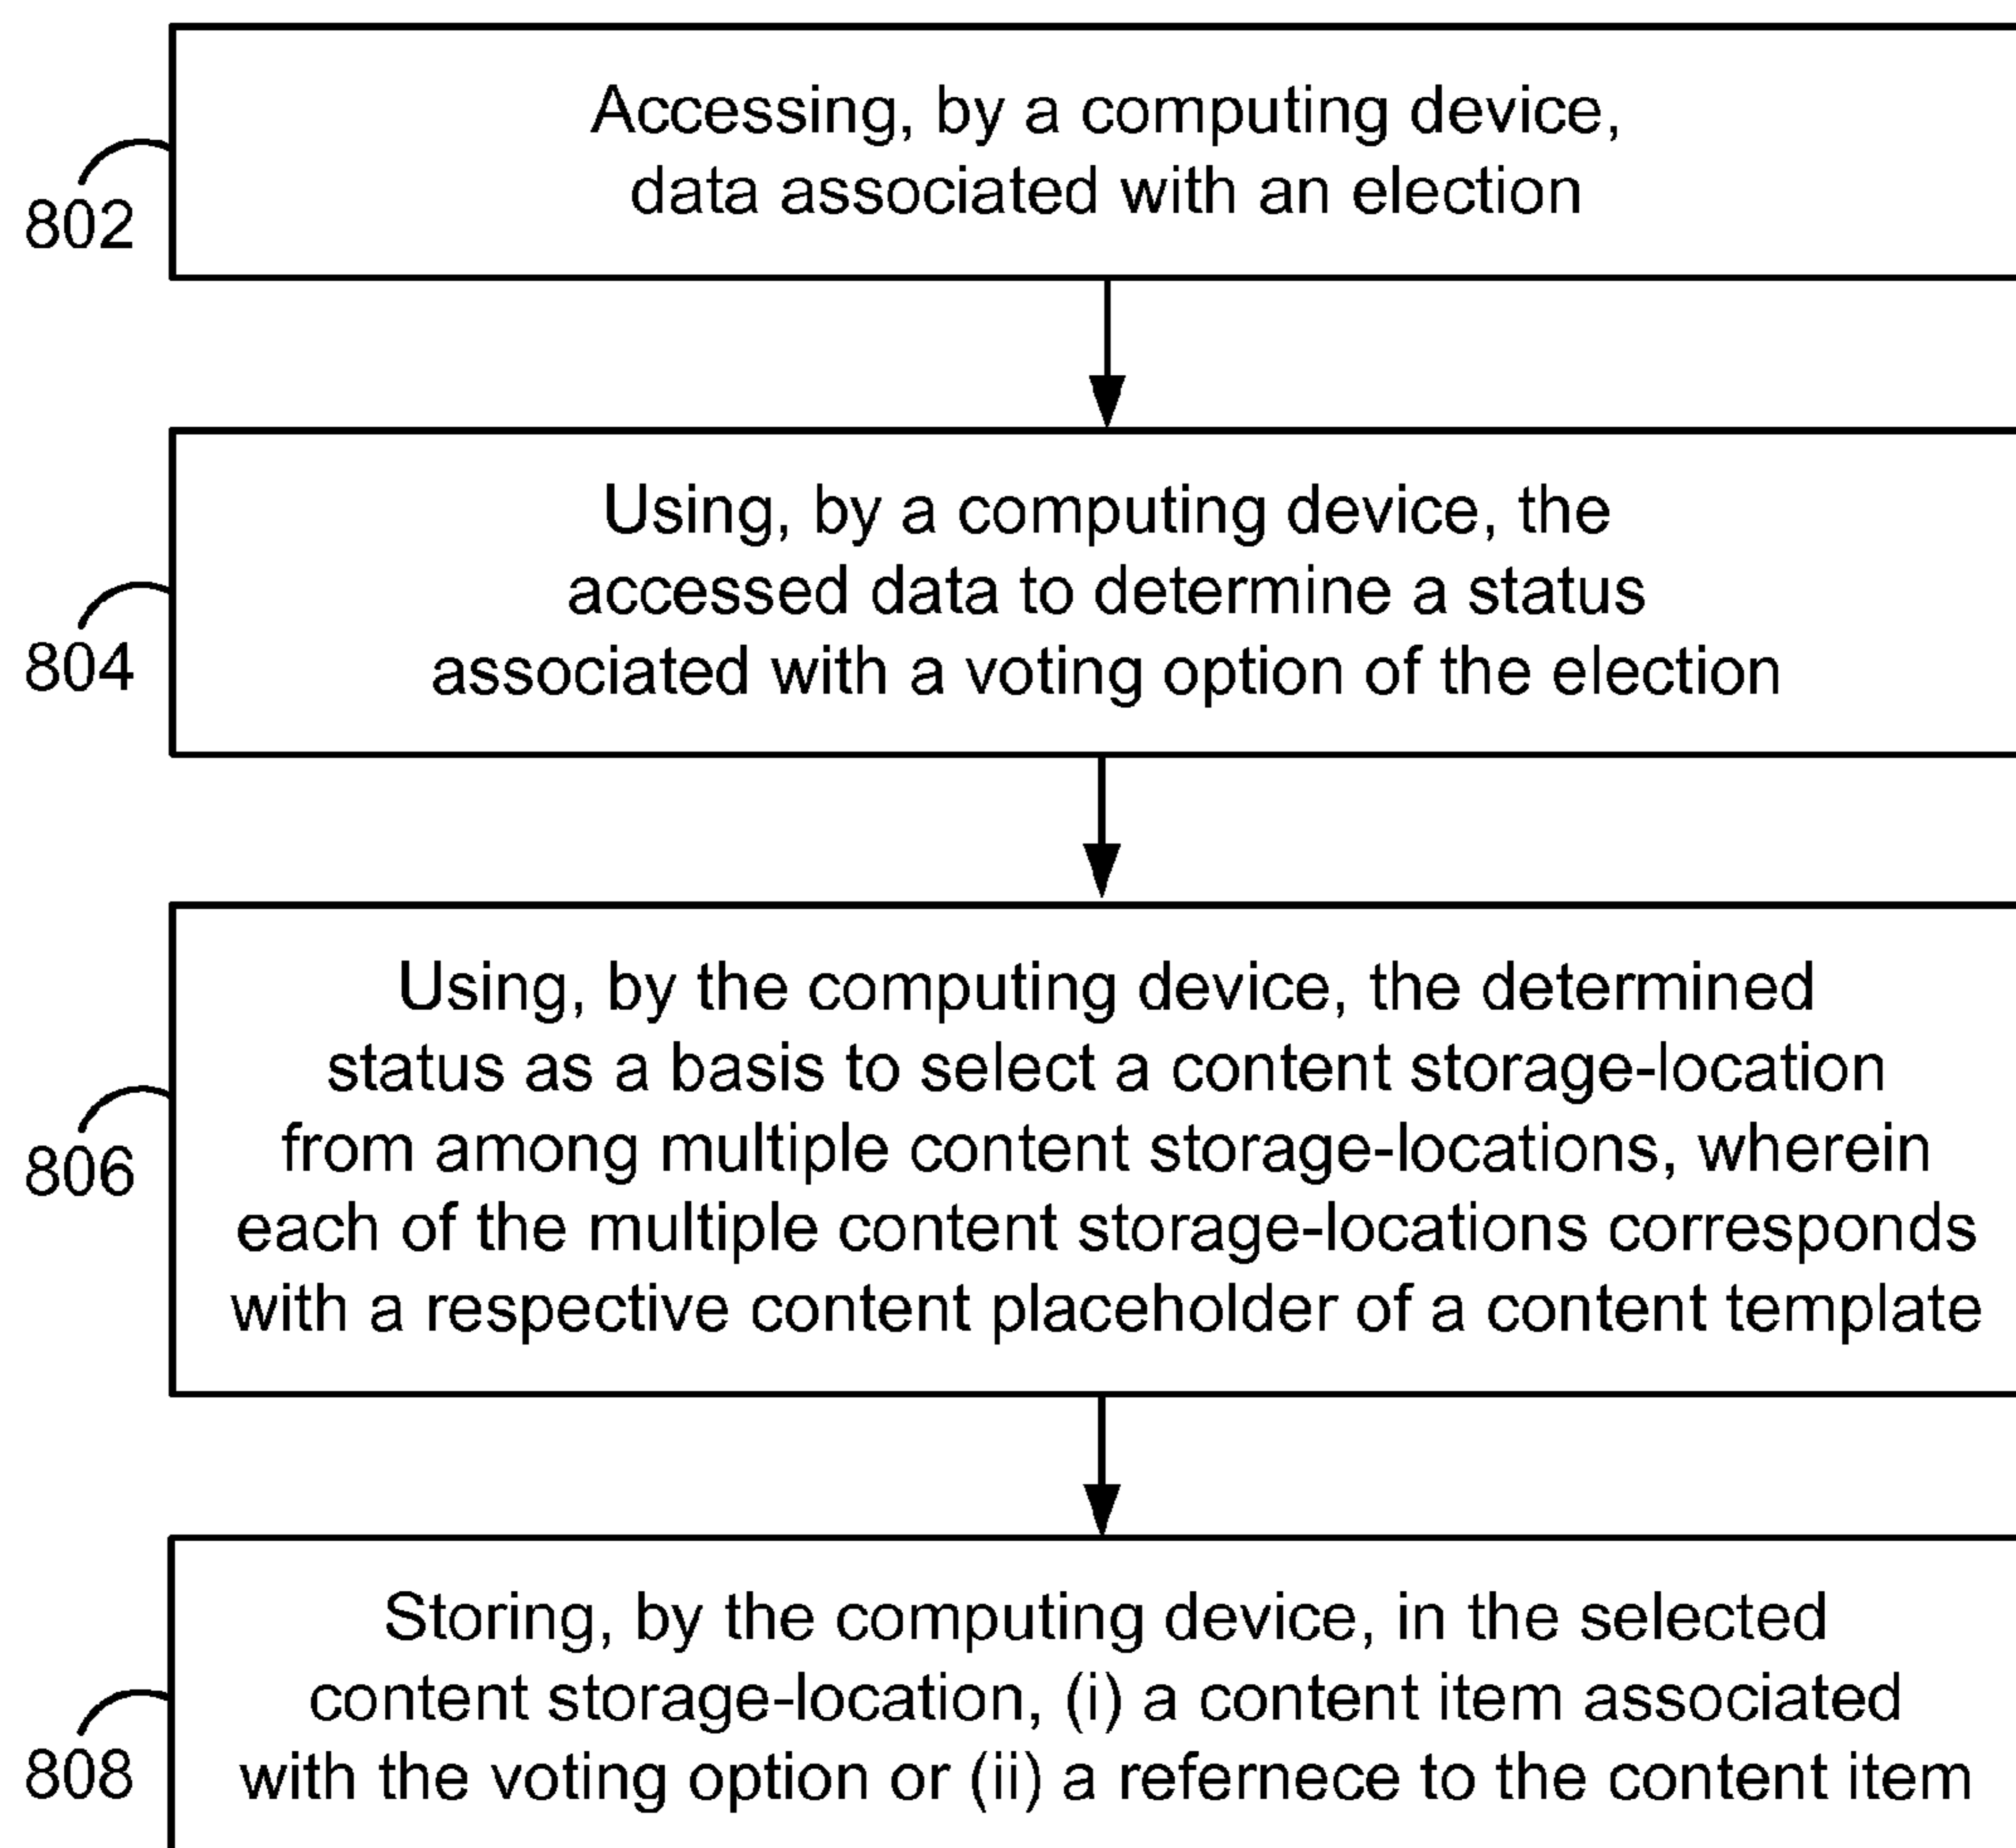 Accessing, by a computing device,
data associated with an election
802
Using, by a computing device, the
accessed data to determine a status
associated with a voting option of the election
804
Using, by the computing device, the determined
status as a basis to select a content storage-location
from among multiple content storage-locations, wherein
each of the multiple content storage-locations corresponds
with a respective content placeholder of a content template
806
Storing, by the computing device, in the selected
content storage-location, (i) a content item associated
with the voting option or (ii) a refernece to the content item
808